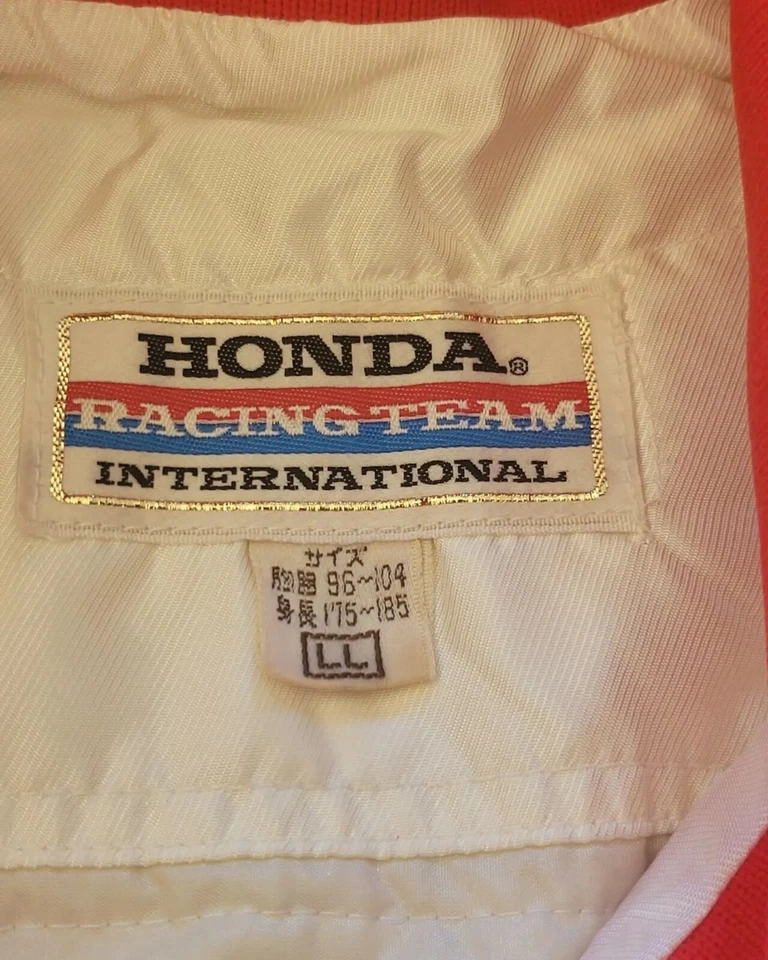 HONDA®
RACING TEAM
INTERNATIONAL
サイズ
胸囲 96~104
身長 175~185
LL